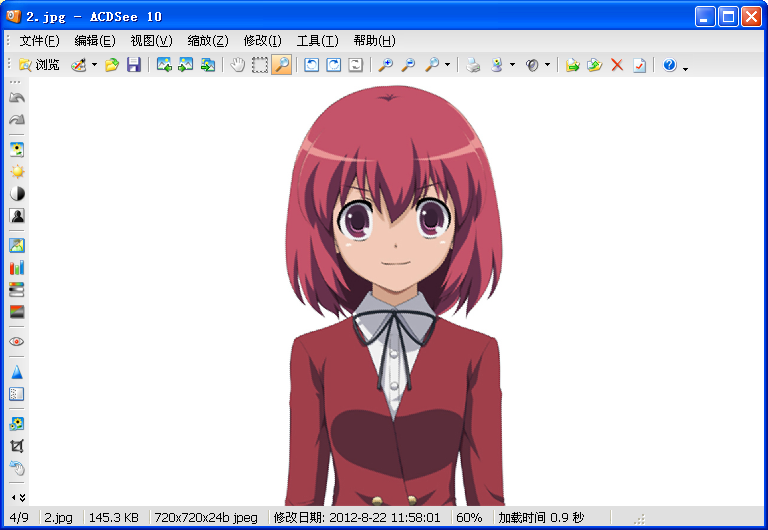 2.jpg - ACDSee 10
文件(F) 编辑(E) 视图(V) 缩放(Z) 修改(I) 工具(T) 帮助(H)
浏览
4/9 2.jpg 145.3 KB 720x720x24b jpeg 修改日期: 2012-8-22 11:58:01 60% 加载时间 0.9 秒